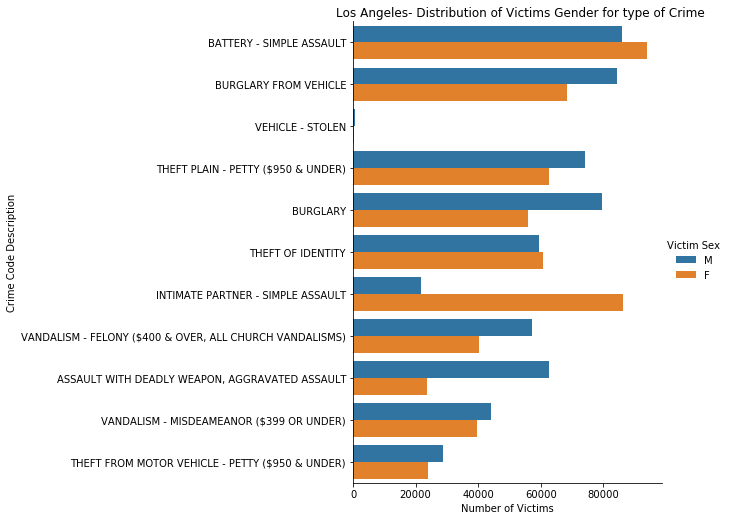 Los Angeles- Distribution of Victims Gender for type of Crime
Crime Code Description
BATTERY - SIMPLE ASSAULT
BURGLARY FROM VEHICLE
VEHICLE - STOLEN
THEFT PLAIN - PETTY ($950 & UNDER)
BURGLARY
THEFT OF IDENTITY
INTIMATE PARTNER - SIMPLE ASSAULT
VANDALISM - FELONY ($400 & OVER, ALL CHURCH VANDALISMS)
ASSAULT WITH DEADLY WEAPON, AGGRAVATED ASSAULT
VANDALISM - MISDEAMEANOR ($399 OR UNDER)
THEFT FROM MOTOR VEHICLE - PETTY ($950 & UNDER)
0 20000 40000 60000 80000
Number of Victims
Victim Sex
M
F